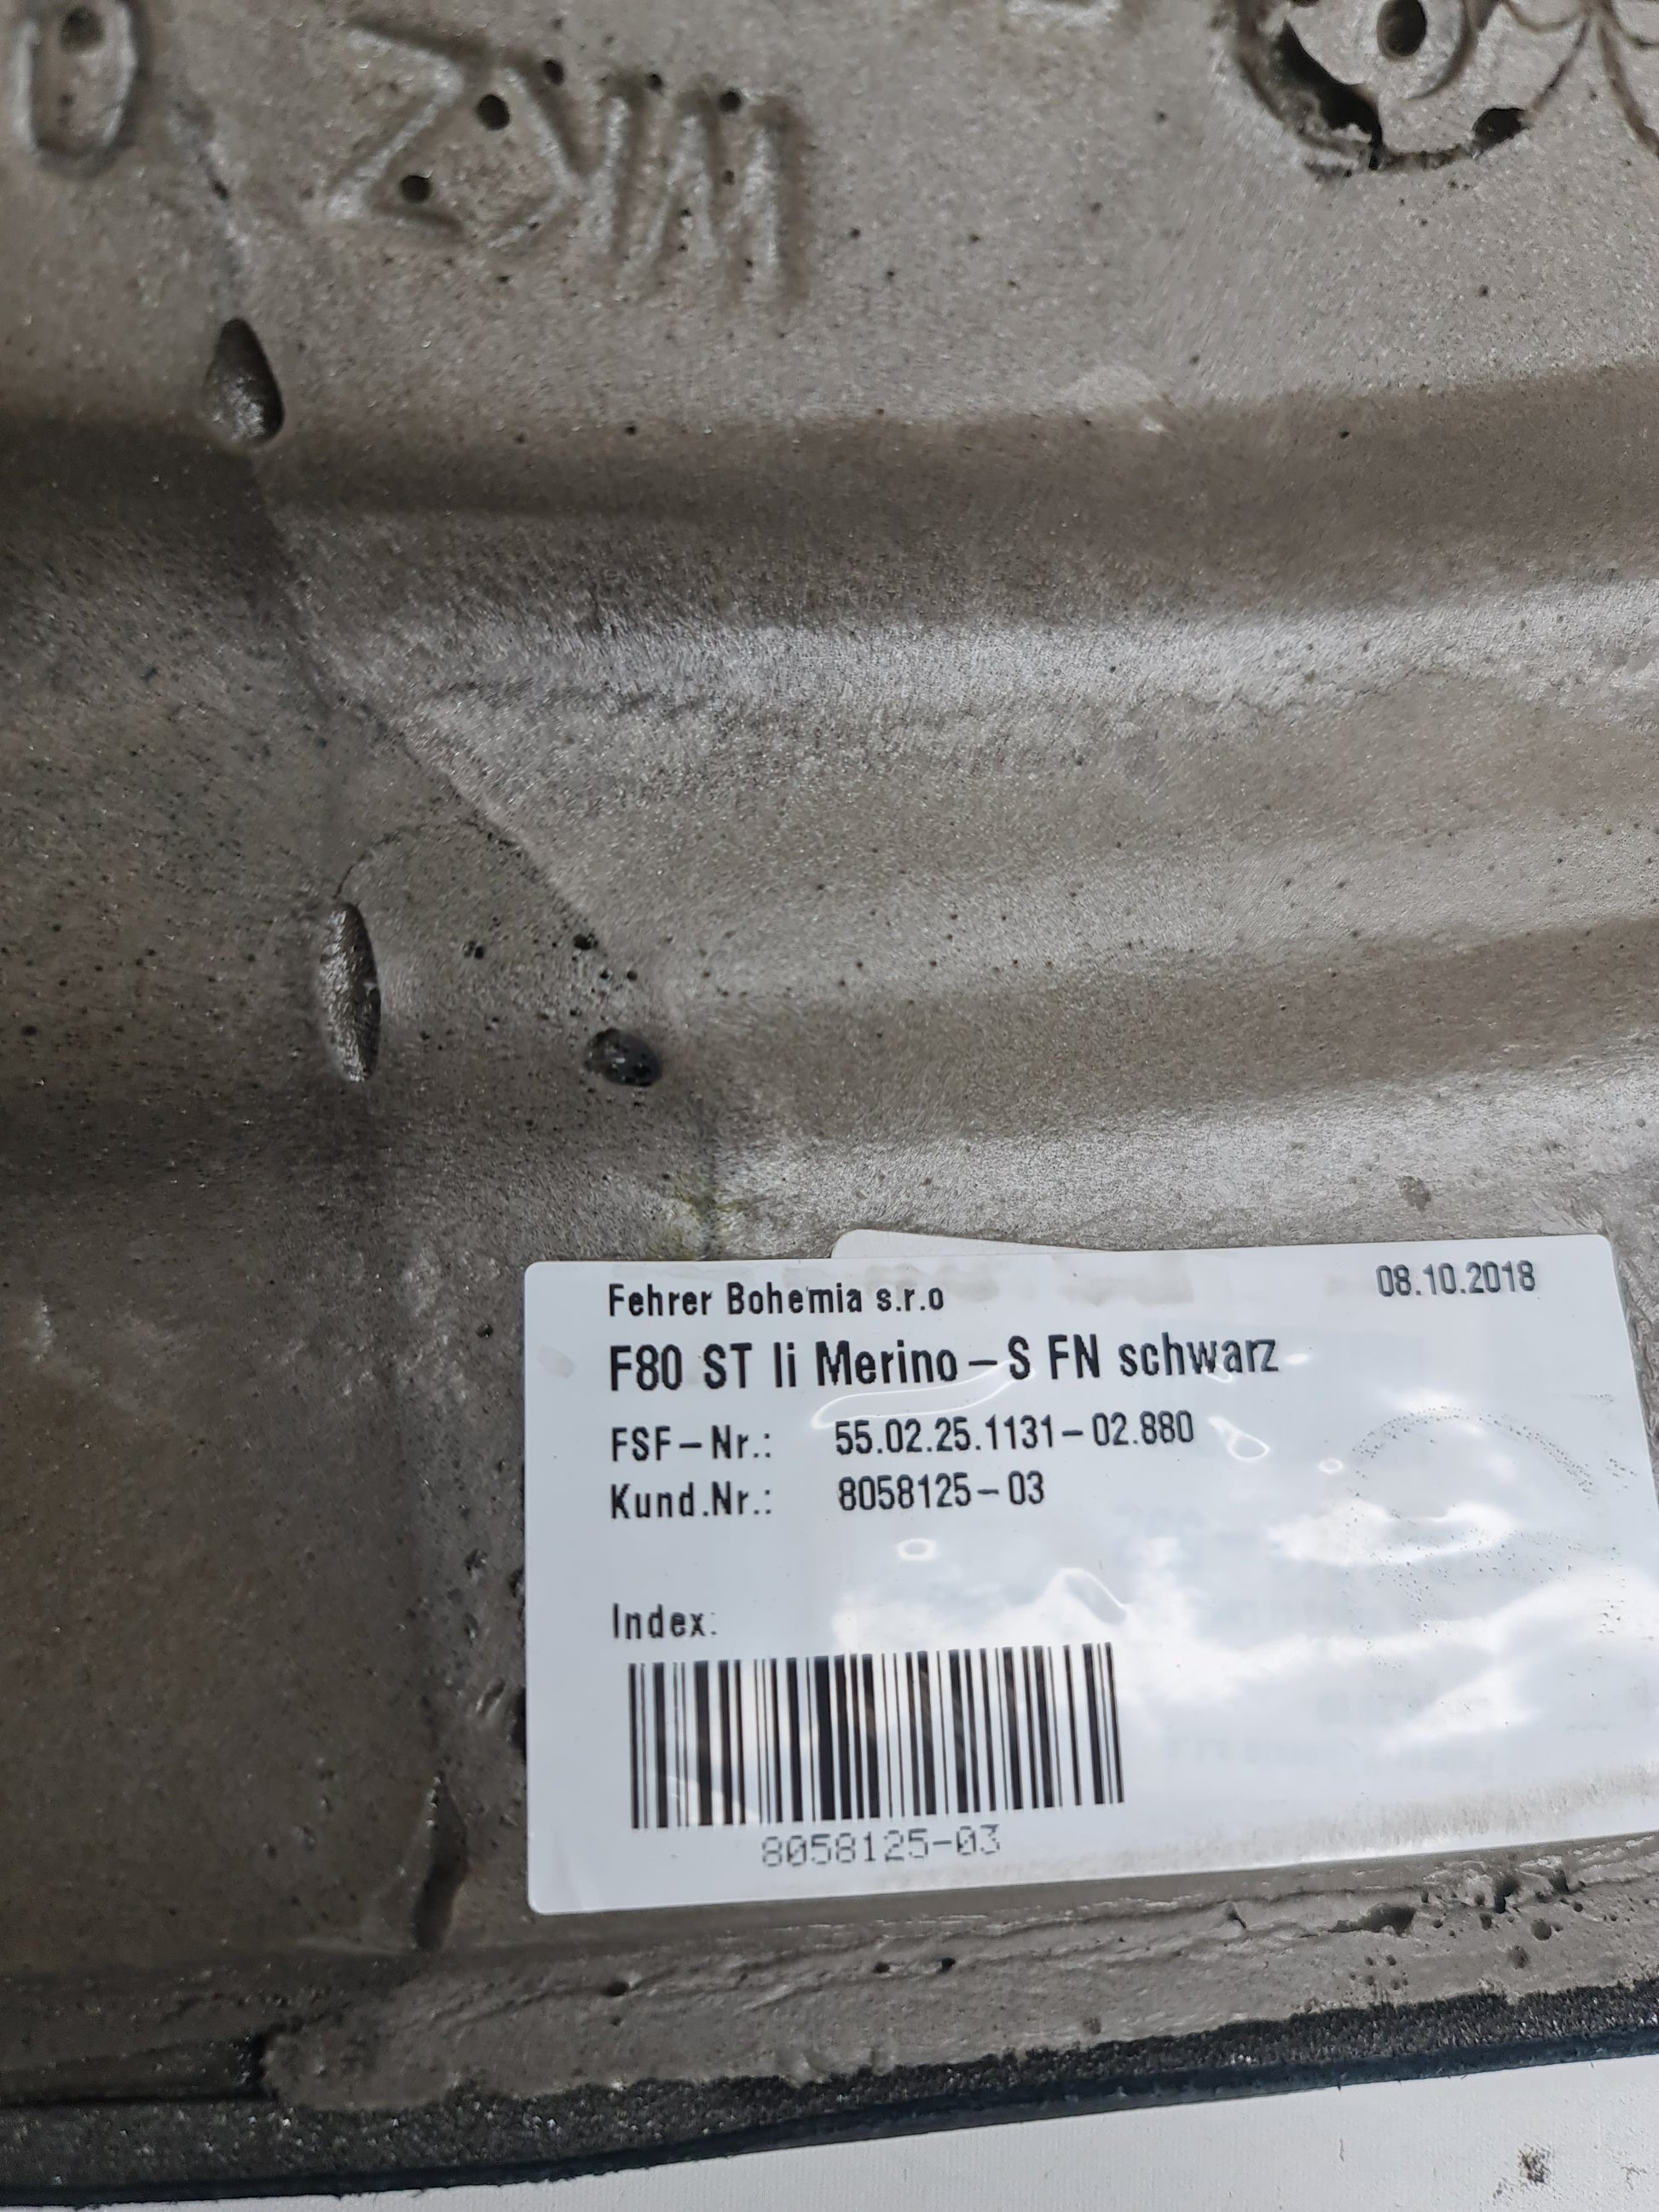 Fehrer Bohemia s.r.o
08.10.2018
F80 ST li Merino-S FN schwarz
FSF-Nr.: 55.02.25.1131-02.880
Kund.Nr.: 8058125-03
Index:
8058125-03